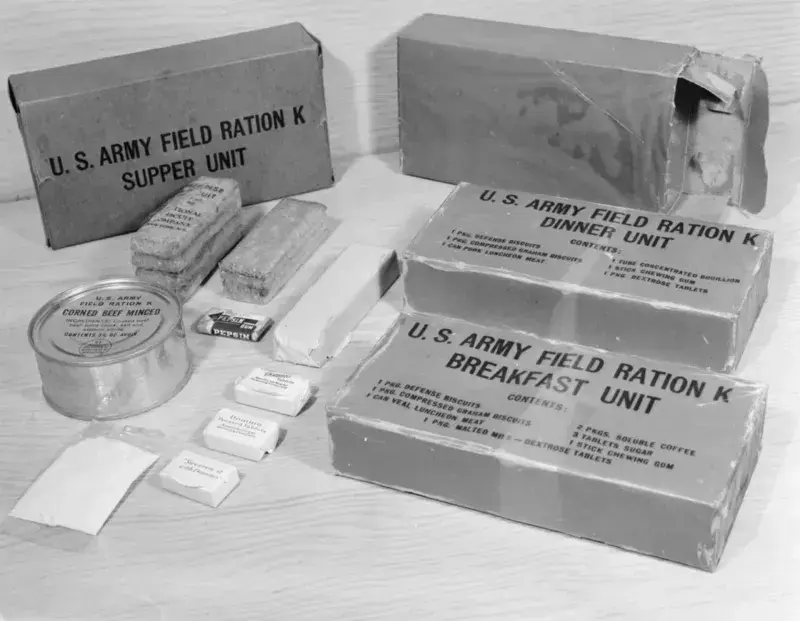 U. S. ARMY FIELD RATION K
SUPPER UNIT
BISCUIT
COMPANY
U. S. ARMY
FIELD RATION K
CORNED BEEF MINCED
PEPSIN
U. S. ARMY FIELD RATION K
DINNER UNIT
CONTENTS:
1 PKG. DEFENSE BISCUITS
1 PKG. COMPRESSED GRAHAM BISCUITS
1 CAN PORK LUNCHEON MEAT
1 TUBE CONCENTRATED BOUILLION
1 STICK CHEWING GUM
1 PKG. DEXTROSE TABLETS
U. S. ARMY FIELD RATION K
BREAKFAST UNIT
CONTENTS:
1 PKG. DEFENSE BISCUITS
1 PKG. COMPRESSED GRAHAM BISCUITS
1 CAN VEAL LUNCHEON MEAT
1 PKG. MALTED MILK — DEXTROSE TABLETS
2 PKGS. SOLUBLE COFFEE
3 TABLETS SUGAR
1 STICK CHEWING GUM